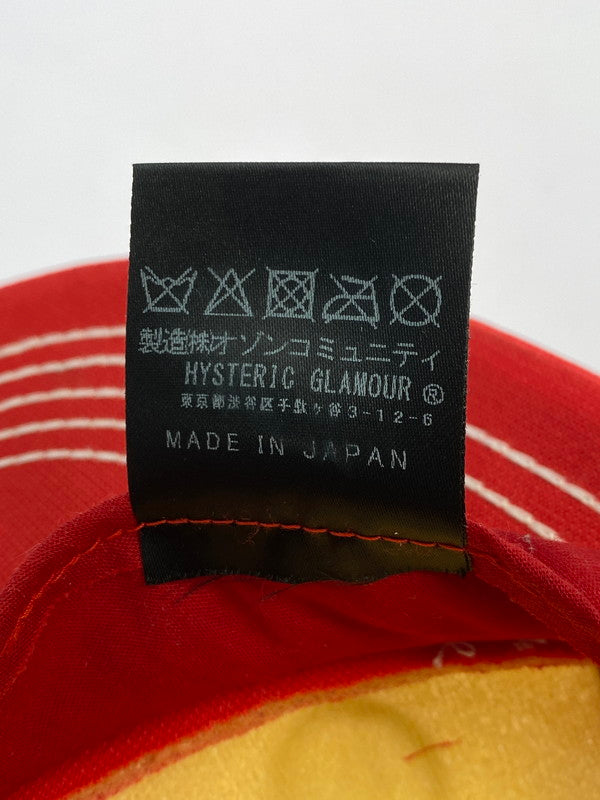 製造㈱オゾンコミュニティ
HYSTERIC GLAMOUR ®
東京都渋谷区千駄ヶ谷3-12-6
MADE IN JAPAN